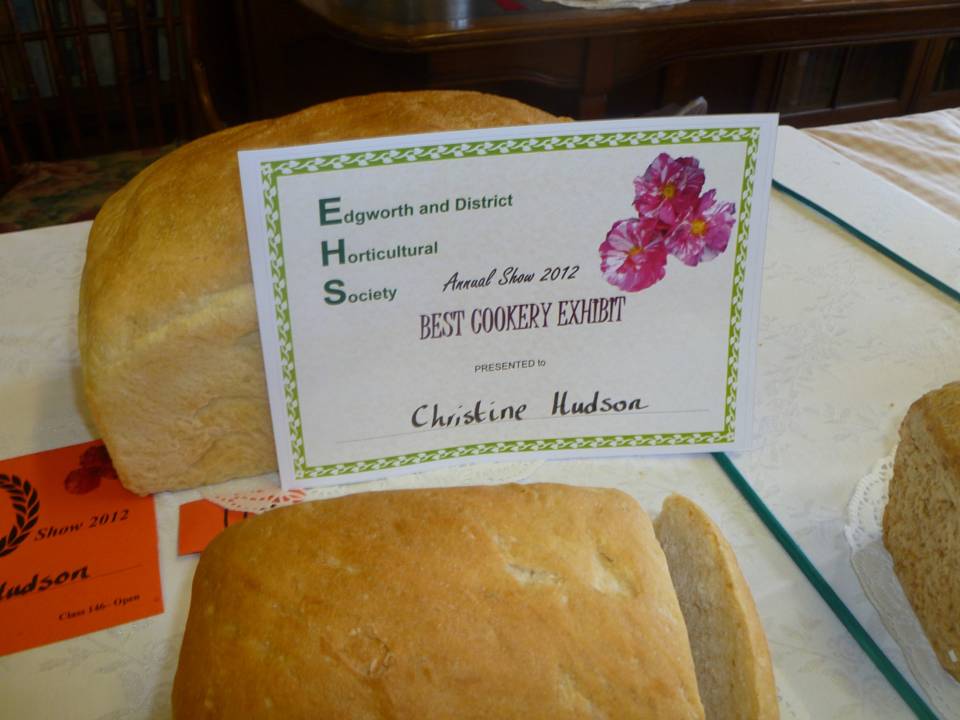 Edgworth and District
Horticultural
Society
Annual Show 2012
BEST COOKERY EXHIBIT
PRESENTED to
Christine Hudson
Show 2012
Hudson
Class 146- Open